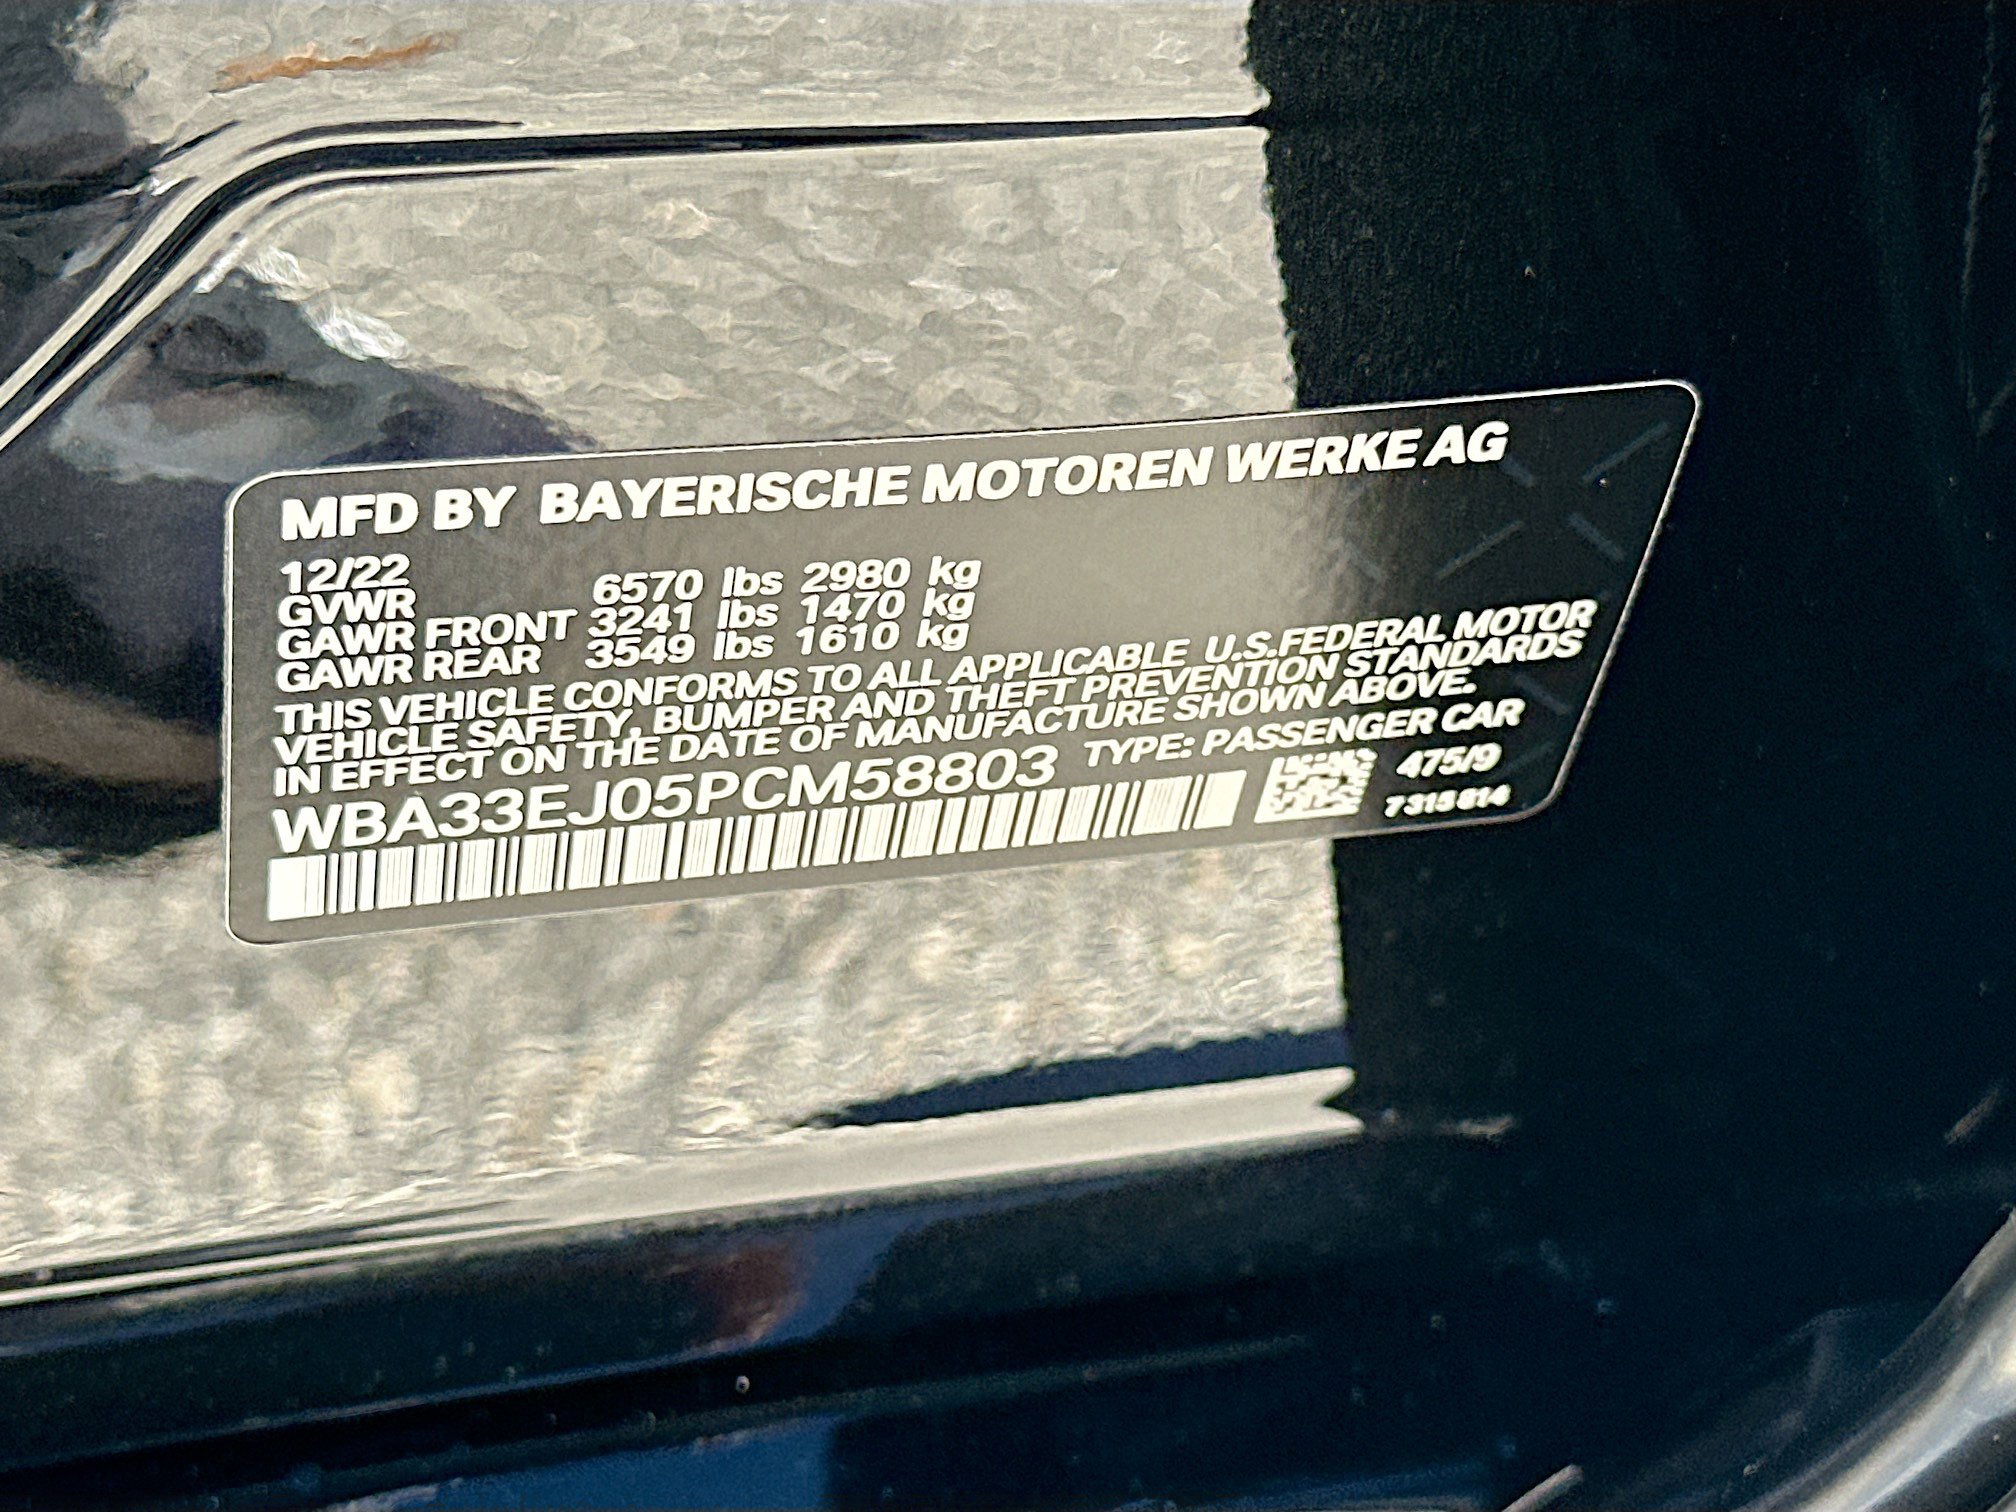 MFD BY BAYERISCHE MOTOREN WERKE AG
12/22
GVWR 6570 lbs 2980 kg
GAWR FRONT 3241 lbs 1470 kg
GAWR REAR 3549 lbs 1610 kg
THIS VEHICLE CONFORMS TO ALL APPLICABLE U.S.FEDERAL MOTOR
VEHICLE SAFETY, BUMPER AND THEFT PREVENTION STANDARDS
IN EFFECT ON THE DATE OF MANUFACTURE SHOWN ABOVE.
WBA33EJ05PCM58803 TYPE: PASSENGER CAR
475/9